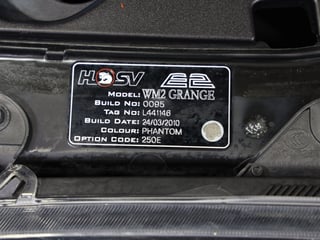 HSV E2
MODEL: WM2 GRANGE
BUILD NO: 0095
TAG NO: L441146
BUILD DATE: 24/03/2010
COLOUR: PHANTOM
OPTION CODE: 250E